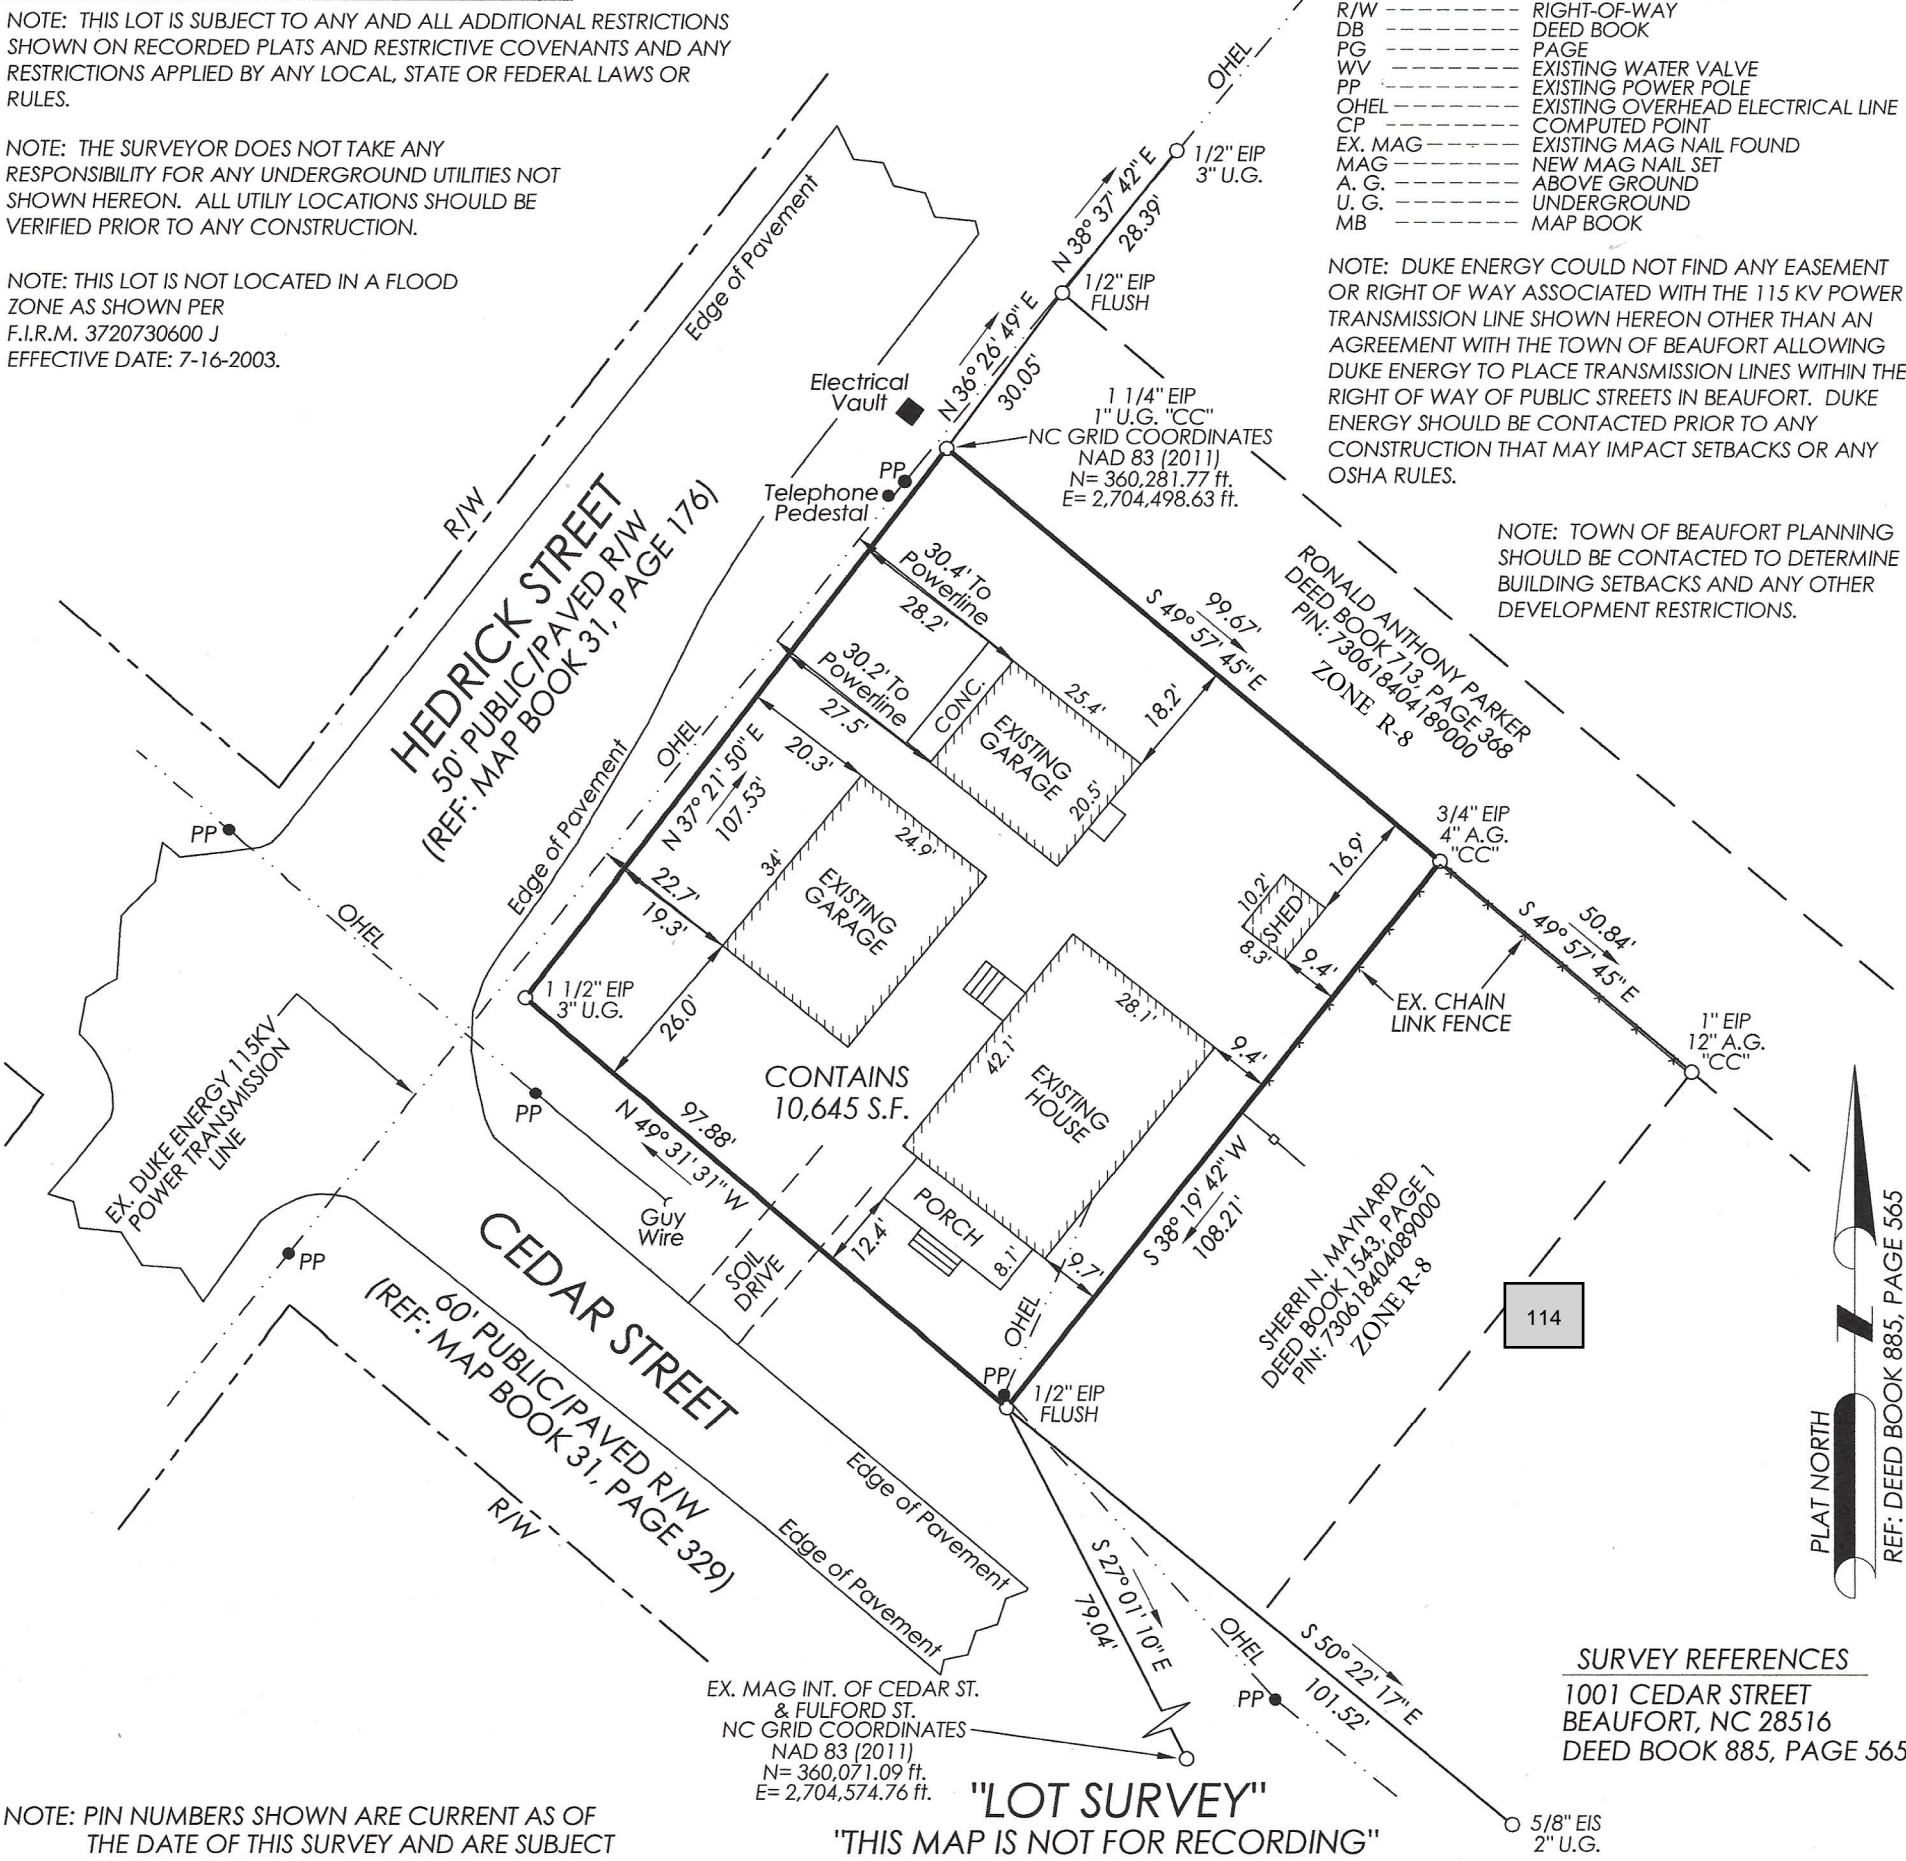 NOTE: THIS LOT IS SUBJECT TO ANY AND ALL ADDITIONAL RESTRICTIONS
SHOWN ON RECORDED PLATS AND RESTRICTIVE COVENANTS AND ANY
RESTRICTIONS APPLIED BY ANY LOCAL, STATE OR FEDERAL LAWS OR
RULES.
NOTE: THE SURVEYOR DOES NOT TAKE ANY
RESPONSIBILITY FOR ANY UNDERGROUND UTILITIES NOT
SHOWN HEREON. ALL UTILIY LOCATIONS SHOULD BE
VERIFIED PRIOR TO ANY CONSTRUCTION.
NOTE: THIS LOT IS NOT LOCATED IN A FLOOD
ZONE AS SHOWN PER
F.I.R.M. 3720730600 J
EFFECTIVE DATE: 7-16-2003.
R/W -------- RIGHT-OF-WAY
DB -------- DEED BOOK
PG -------- PAGE
WV -------- EXISTING WATER VALVE
PP -------- EXISTING POWER POLE
OHEL -------- EXISTING OVERHEAD ELECTRICAL LINE
CP -------- COMPUTED POINT
EX. MAG ----- EXISTING MAG NAIL FOUND
MAG -------- NEW MAG NAIL SET
A. G. -------- ABOVE GROUND
U. G. -------- UNDERGROUND
MB -------- MAP BOOK
NOTE: DUKE ENERGY COULD NOT FIND ANY EASEMENT
OR RIGHT OF WAY ASSOCIATED WITH THE 115 KV POWER
TRANSMISSION LINE SHOWN HEREON OTHER THAN AN
AGREEMENT WITH THE TOWN OF BEAUFORT ALLOWING
DUKE ENERGY TO PLACE TRANSMISSION LINES WITHIN THE
RIGHT OF WAY OF PUBLIC STREETS IN BEAUFORT. DUKE
ENERGY SHOULD BE CONTACTED PRIOR TO ANY
CONSTRUCTION THAT MAY IMPACT SETBACKS OR ANY
OSHA RULES.
NOTE: TOWN OF BEAUFORT PLANNING
SHOULD BE CONTACTED TO DETERMINE
BUILDING SETBACKS AND ANY OTHER
DEVELOPMENT RESTRICTIONS.
OHEL
1/2" EIP
3" U.G.
N 38° 37' 42" E
28.39'
1/2" EIP
FLUSH
N 36° 26' 49" E
30.05'
Edge of Pavement
R/W
Electrical
Vault
PP
Telephone
Pedestal
1 1/4" EIP
1" U.G. "CC"
NC GRID COORDINATES
NAD 83 (2011)
N= 360,281.77 ft.
E= 2,704,498.63 ft.
HEDRICK STREET
50' PUBLIC/PAVED R/W
(REF: MAP BOOK 31, PAGE 176)
RONALD ANTHONY PARKER
DEED BOOK 713, PAGE 368
PIN: 730618404189000
ZONE R-8
99.67'
S 49° 57' 45" E
30.4' To
Powerline
28.2'
30.2' To
Powerline
27.5'
CONC.
25.4'
18.2'
EXISTING
GARAGE
20.5'
OHEL
N 37° 21' 50" E
107.53'
20.3'
24.9'
34'
EXISTING
GARAGE
22.7'
19.3'
26.0'
Edge of Pavement
PP
OHEL
1 1/2" EIP
3" U.G.
3/4" EIP
4" A.G.
"CC"
16.9'
10.2'
SHED
8.3'
9.4'
50.84'
S 49° 57' 45" E
EX. CHAIN
LINK FENCE
1" EIP
12" A.G.
"CC"
28.1'
9.4'
42.1'
EXISTING
HOUSE
CONTAINS
10,645 S.F.
EX. DUKE ENERGY 115KV
POWER TRANSMISSION
LINE
PP
97.88'
N 49° 31' 31" W
Guy
Wire
SOIL
DRIVE
12.4'
PORCH
8.1'
9.7'
S 38° 19' 42" W
108.21'
OHEL
PP
1/2" EIP
FLUSH
SHERRI N. MAYNARD
DEED BOOK 1543, PAGE 1
PIN: 730618404089000
ZONE R-8
114
PP
CEDAR STREET
60' PUBLIC/PAVED R/W
(REF: MAP BOOK 31, PAGE 329)
R/W
Edge of Pavement
Edge of Pavement
PLAT NORTH
REF: DEED BOOK 885, PAGE 565
S 27° 01' 10" E
79.04'
OHEL
PP
S 50° 22' 17" E
101.52'
EX. MAG INT. OF CEDAR ST.
& FULFORD ST.
NC GRID COORDINATES
NAD 83 (2011)
N= 360,071.09 ft.
E= 2,704,574.76 ft.
SURVEY REFERENCES
1001 CEDAR STREET
BEAUFORT, NC 28516
DEED BOOK 885, PAGE 565
5/8" EIS
2" U.G.
"LOT SURVEY"
"THIS MAP IS NOT FOR RECORDING"
NOTE: PIN NUMBERS SHOWN ARE CURRENT AS OF
THE DATE OF THIS SURVEY AND ARE SUBJECT